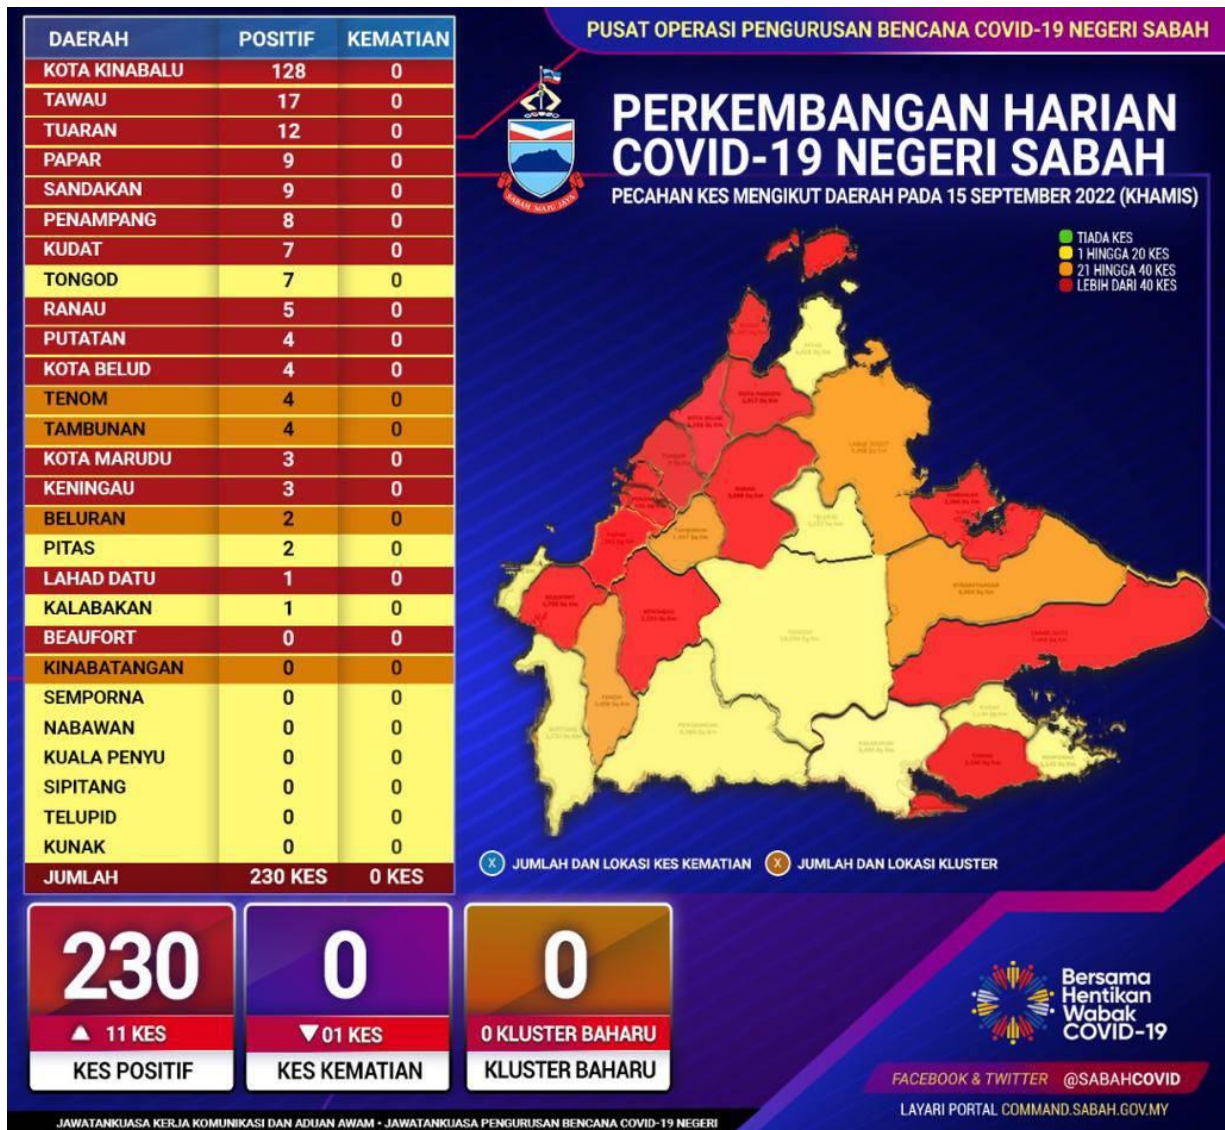 PUSAT OPERASI PENGURUSAN BENCANA COVID-19 NEGERI SABAH
PERKEMBANGAN HARIAN
COVID-19 NEGERI SABAH
PECAHAN KES MENGIKUT DAERAH PADA 15 SEPTEMBER 2022 (KHAMIS)
SABAH MAJU JAYA
DAERAH POSITIF KEMATIAN
KOTA KINABALU 128 0
TAWAU 17 0
TUARAN 12 0
PAPAR 9 0
SANDAKAN 9 0
PENAMPANG 8 0
KUDAT 7 0
TONGOD 7 0
RANAU 5 0
PUTATAN 4 0
KOTA BELUD 4 0
TENOM 4 0
TAMBUNAN 4 0
KOTA MARUDU 3 0
KENINGAU 3 0
BELURAN 2 0
PITAS 2 0
LAHAD DATU 1 0
KALABAKAN 1 0
BEAUFORT 0 0
KINABATANGAN 0 0
SEMPORNA 0 0
NABAWAN 0 0
KUALA PENYU 0 0
SIPITANG 0 0
TELUPID 0 0
KUNAK 0 0
JUMLAH 230 KES 0 KES
TIADA KES
1 HINGGA 20 KES
21 HINGGA 40 KES
LEBIH DARI 40 KES
X JUMLAH DAN LOKASI KES KEMATIAN
X JUMLAH DAN LOKASI KLUSTER
230
11 KES
KES POSITIF
0
01 KES
KES KEMATIAN
0
0 KLUSTER BAHARU
KLUSTER BAHARU
Bersama
Hentikan
Wabak
COVID-19
FACEBOOK & TWITTER @SABAHCOVID
LAYARI PORTAL COMMAND.SABAH.GOV.MY
JAWATANKUASA KERJA KOMUNIKASI DAN ADUAN AWAM • JAWATANKUASA PENGURUSAN BENCANA COVID-19 NEGERI